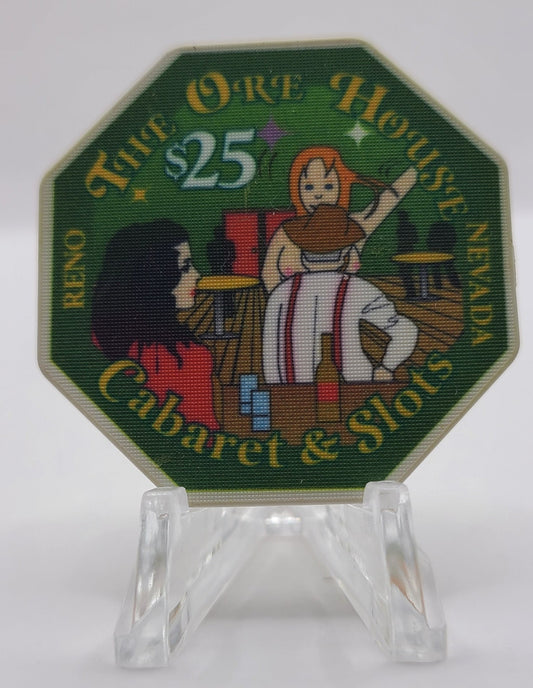 THE ORE HOUSE
$25
RENO
NEVADA
Cabaret & Slots